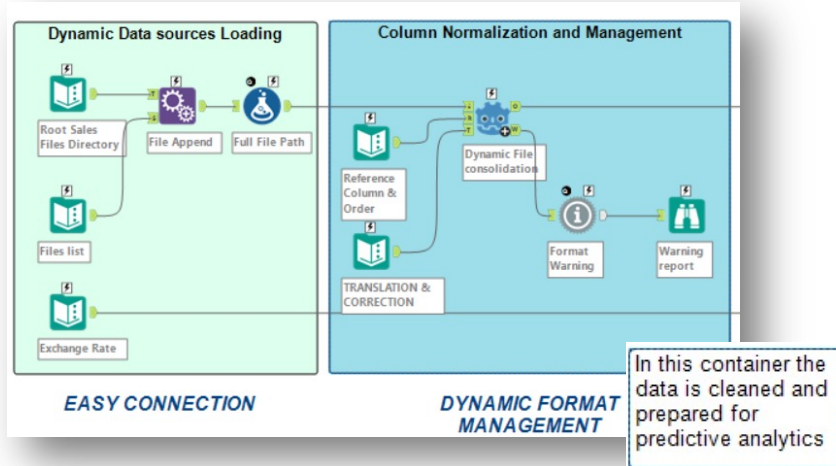 Dynamic Data sources Loading
Root Sales
Files Directory
File Append
Full File Path
Files list
Exchange Rate
EASY CONNECTION
Column Normalization and Management
Reference
Column &
Order
TRANSLATION &
CORRECTION
Dynamic File
consolidation
Format
Warning
Warning
report
DYNAMIC FORMAT
MANAGEMENT
In this container the
data is cleaned and
prepared for
predictive analytics